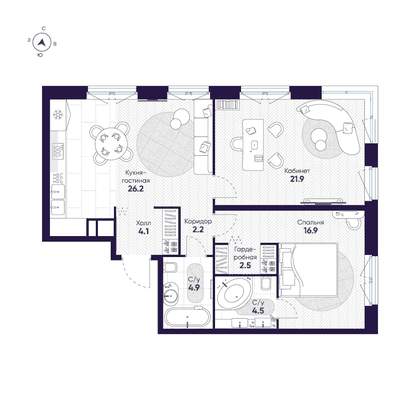 С
З В
Ю
Кухня-
гостиная
26.2
Кабинет
21.9
Холл
4.1
Коридор
2.2
Спальня
16.9
Гарде-
робная
2.5
С/у
4.9
С/у
4.5